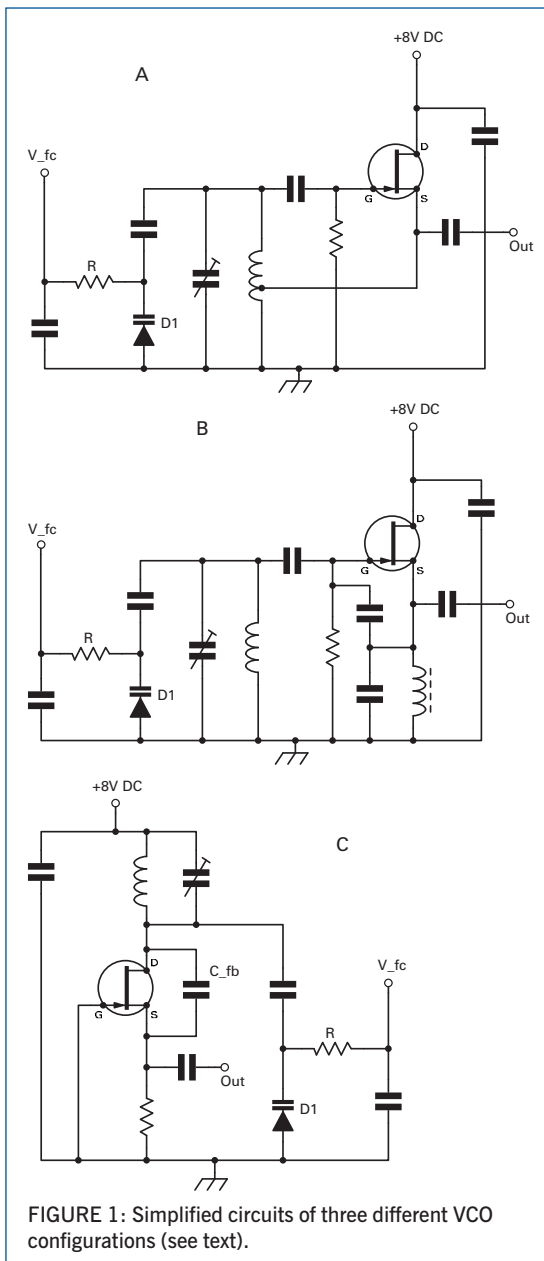 A
+8V DC
V_fc
D
G
S
R
Out
D1
B
+8V DC
V_fc
D
G
S
R
Out
D1
+8V DC
C
D
C_fb
V_fc
G
S
R
Out
D1
FIGURE 1: Simplified circuits of three different VCO
configurations (see text).